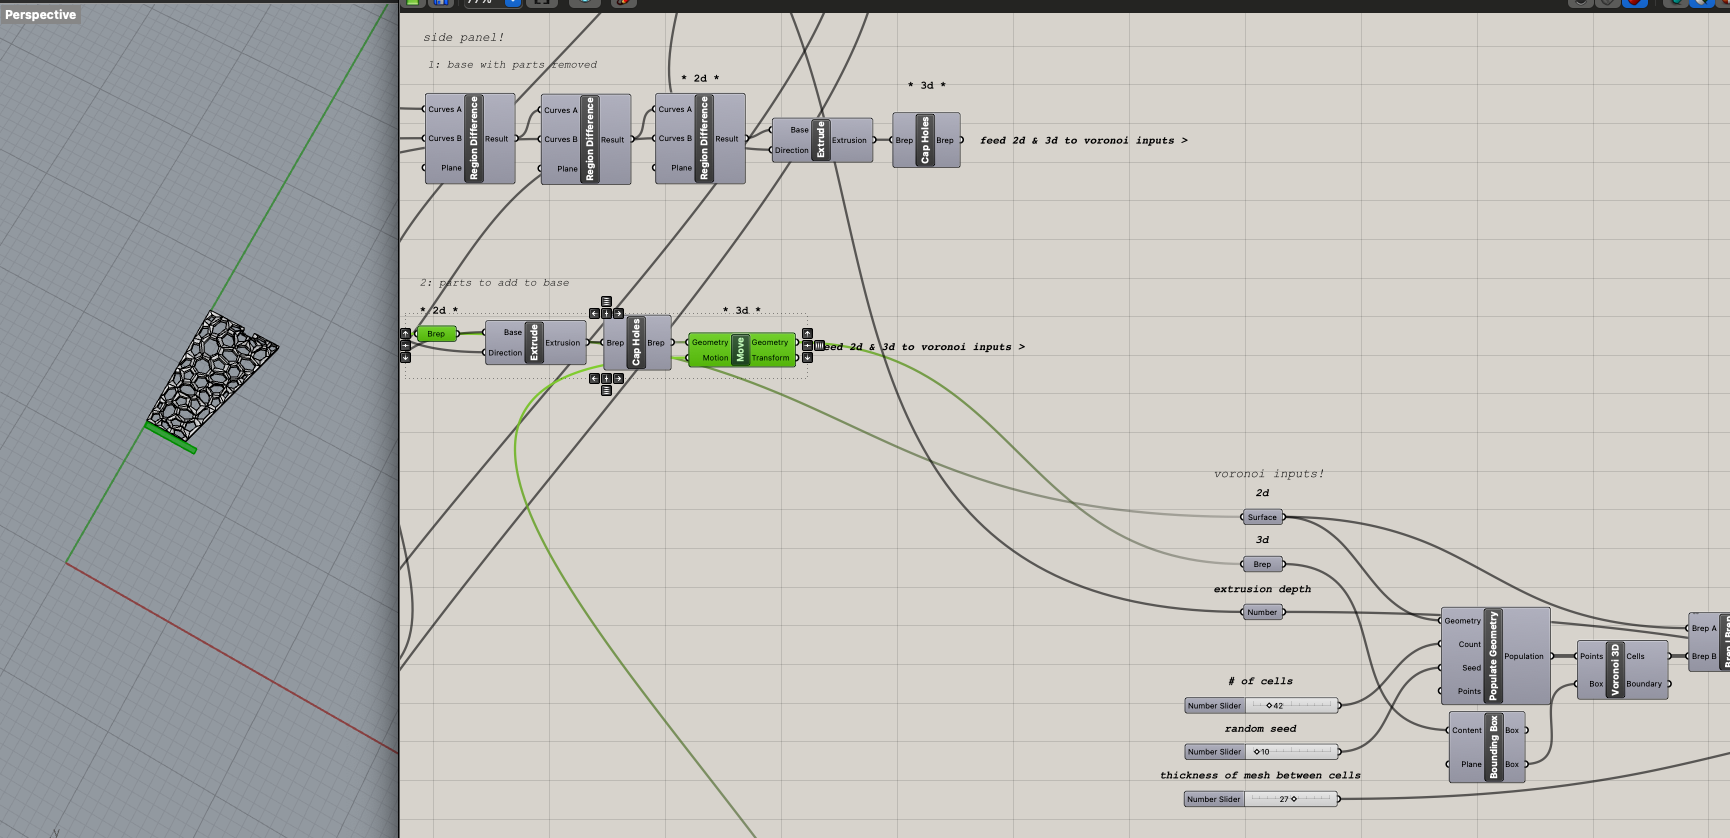 Perspective
77%
side panel!
1: base with parts removed
* 2d *
* 3d *
Curves A
Curves B
Plane
Region Difference
Result
Curves A
Curves B
Plane
Region Difference
Result
Curves A
Curves B
Plane
Region Difference
Result
Base
Direction
Extrude
Extrusion
Brep
Cap Holes
Brep
feed 2d & 3d to voronoi inputs >
2: parts to add to base
* 2d *
* 3d *
Brep
Base
Direction
Extrude
Extrusion
Brep
Cap Holes
Brep
Geometry
Motion
Move
Geometry
Transform
eed 2d & 3d to voronoi inputs >
voronoi inputs!
2d
Surface
3d
Brep
extrusion depth
Number
Geometry
Count
Seed
Points
Populate Geometry
Population
Points
Box
Voronoi 3D
Cells
Boundary
Brep A
Brep B
# of cells
Number Slider
42
random seed
Number Slider
10
thickness of mesh between cells
Number Slider
27
Content
Plane
Bounding Box
Box
Box
y